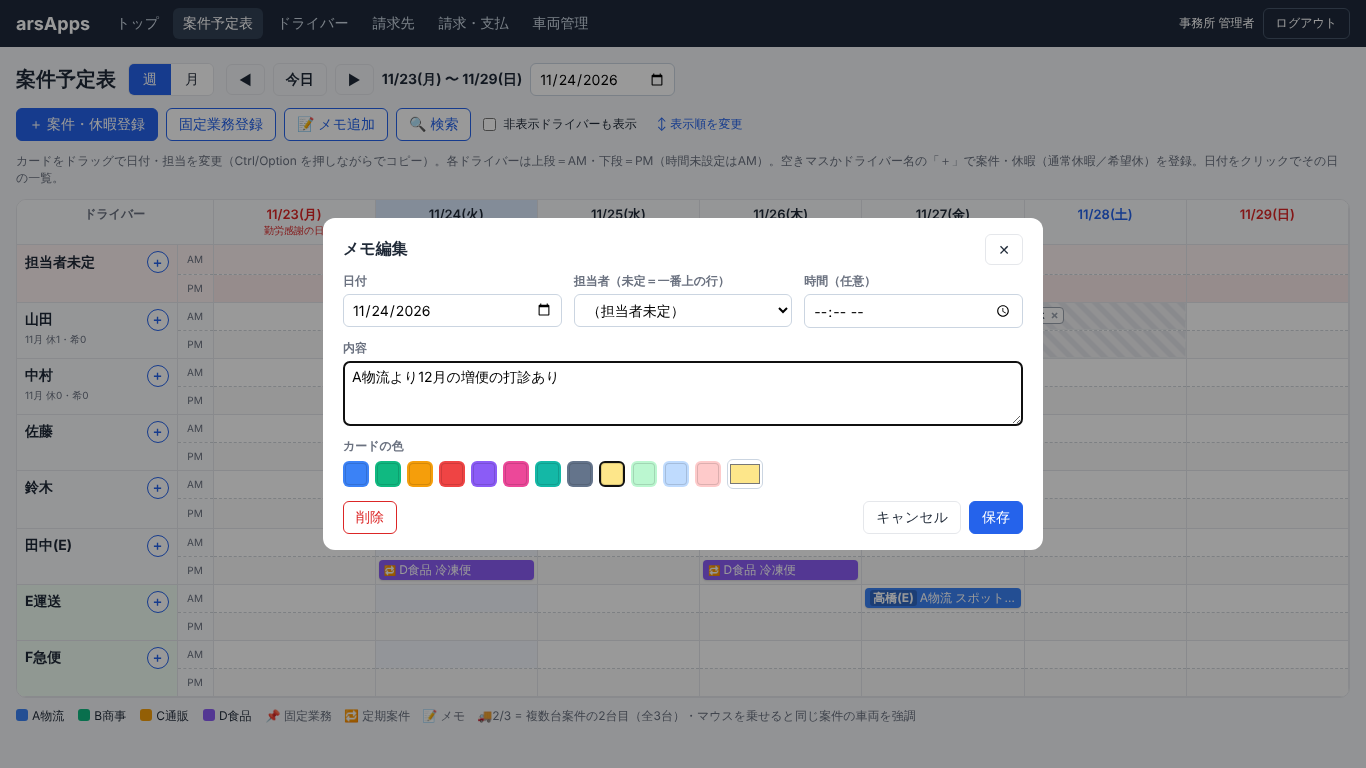 arsApps トップ 案件予定表 ドライバー 請求先 請求・支払 車両管理 事務所 管理者 ログアウト
案件予定表 週 月 ◀ 今日 ▶ 11/23(月) 〜 11/29(日) 11/24/2026
＋ 案件・休暇登録 固定業務登録 📝 メモ追加 🔍 検索 非表示ドライバーも表示 ↕ 表示順を変更
カードをドラッグで日付・担当を変更（Ctrl/Option を押しながらでコピー）。各ドライバーは上段＝AM・下段＝PM（時間未設定はAM）。空きマスかドライバー名の「＋」で案件・休暇（通常休暇／希望休）を登録。日付をクリックでその日
の一覧。
ドライバー 11/23(月) 11/24(火) 11/25(水) 11/26(木) 11/27(金) 11/28(土) 11/29(日)
勤労感謝の日
メモ編集 ✕
日付 担当者（未定＝一番上の行） 時間（任意）
11/24/2026 （担当者未定） --:-- --
内容
A物流より12月の増便の打診あり
カードの色
削除 キャンセル 保存
担当者未定 + AM
PM
山田 + AM ✕
11月 休1・希0 PM
中村 + AM
11月 休0・希0 PM
佐藤 + AM
PM
鈴木 + AM
PM
田中(E) + AM
PM 🔁 D食品 冷凍便 🔁 D食品 冷凍便
E運送 + AM 高橋(E) A物流 スポット…
PM
F急便 + AM
PM
A物流 B商事 C通販 D食品 📌 固定業務 🔁 定期案件 📝 メモ 🚚2/3 = 複数台案件の2台目（全3台）・マウスを乗せると同じ案件の車両を強調